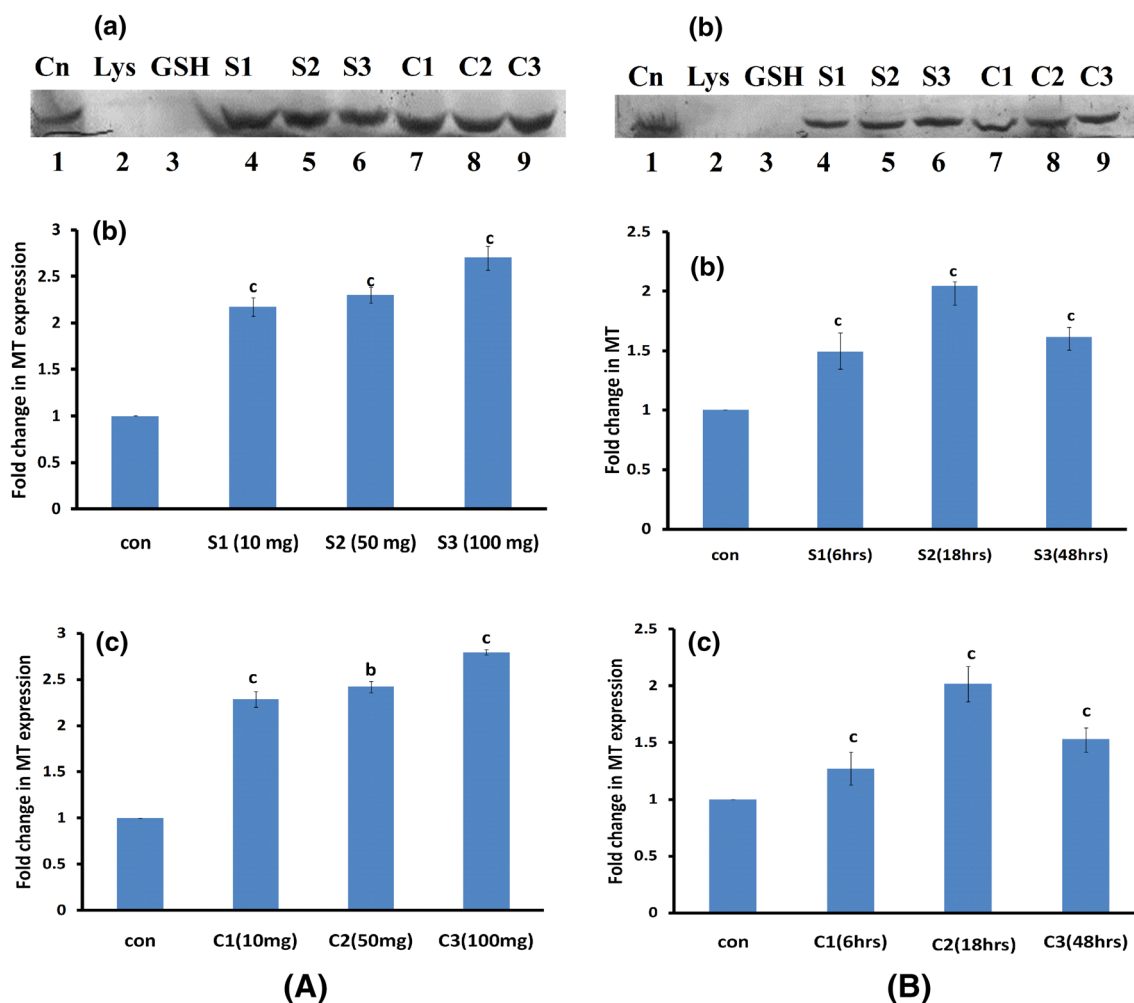 (a)
Cn Lys GSH S1 S2 S3 C1 C2 C3
1 2 3 4 5 6 7 8 9
(b)
Fold change in MT expression
3
2.5
2
1.5
1
0.5
0
c
c
c
con S1 (10 mg) S2 (50 mg) S3 (100 mg)
(c)
Fold change in MT expression
3
2.5
2
1.5
1
0.5
0
c
b
c
con C1(10mg) C2(50mg) C3(100mg)
(A)
(b)
Cn Lys GSH S1 S2 S3 C1 C2 C3
1 2 3 4 5 6 7 8 9
(b)
Fold change in MT
2.5
2
1.5
1
0.5
0
c
c
c
con S1(6hrs) S2(18hrs) S3(48hrs)
(c)
Fold change in MT expression
2.5
2
1.5
1
0.5
0
c
c
c
con C1(6hrs) C2(18hrs) C3(48hrs)
(B)